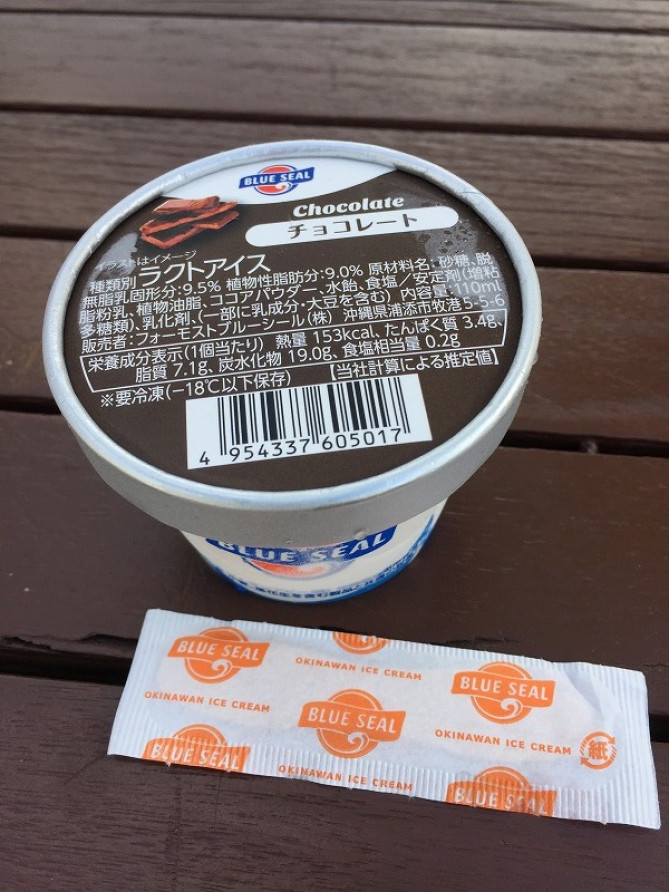 BLUE SEAL
Chocolate
チョコレート
イラストはイメージ
種類別 ラクトアイス
無脂乳固形分:9.5% 植物性脂肪分:9.0% 原材料名:砂糖、脱
脂粉乳、植物油脂、ココアパウダー、水飴、食塩/安定剤(増粘
多糖類)、乳化剤、(一部に乳成分・大豆を含む) 内容量:110ml
販売者:フォーモストブルーシール(株) 沖縄県浦添市牧港5-5-6
栄養成分表示(1個当たり) 熱量 153kcal、たんぱく質 3.4g、
脂質 7.1g、炭水化物 19.0g、食塩相当量 0.2g
※要冷凍(−18℃以下保存) 【当社計算による推定値】
4 954337 605017
BLUE SEAL
BLUE SEAL
OKINAWAN ICE CREAM
OKINAWAN ICE CREAM
BLUE SEAL
BLUE SEAL
OKINAWAN ICE CREAM
紙
BLUE SEAL
OKINAWAN ICE CREAM
BLUE SEAL